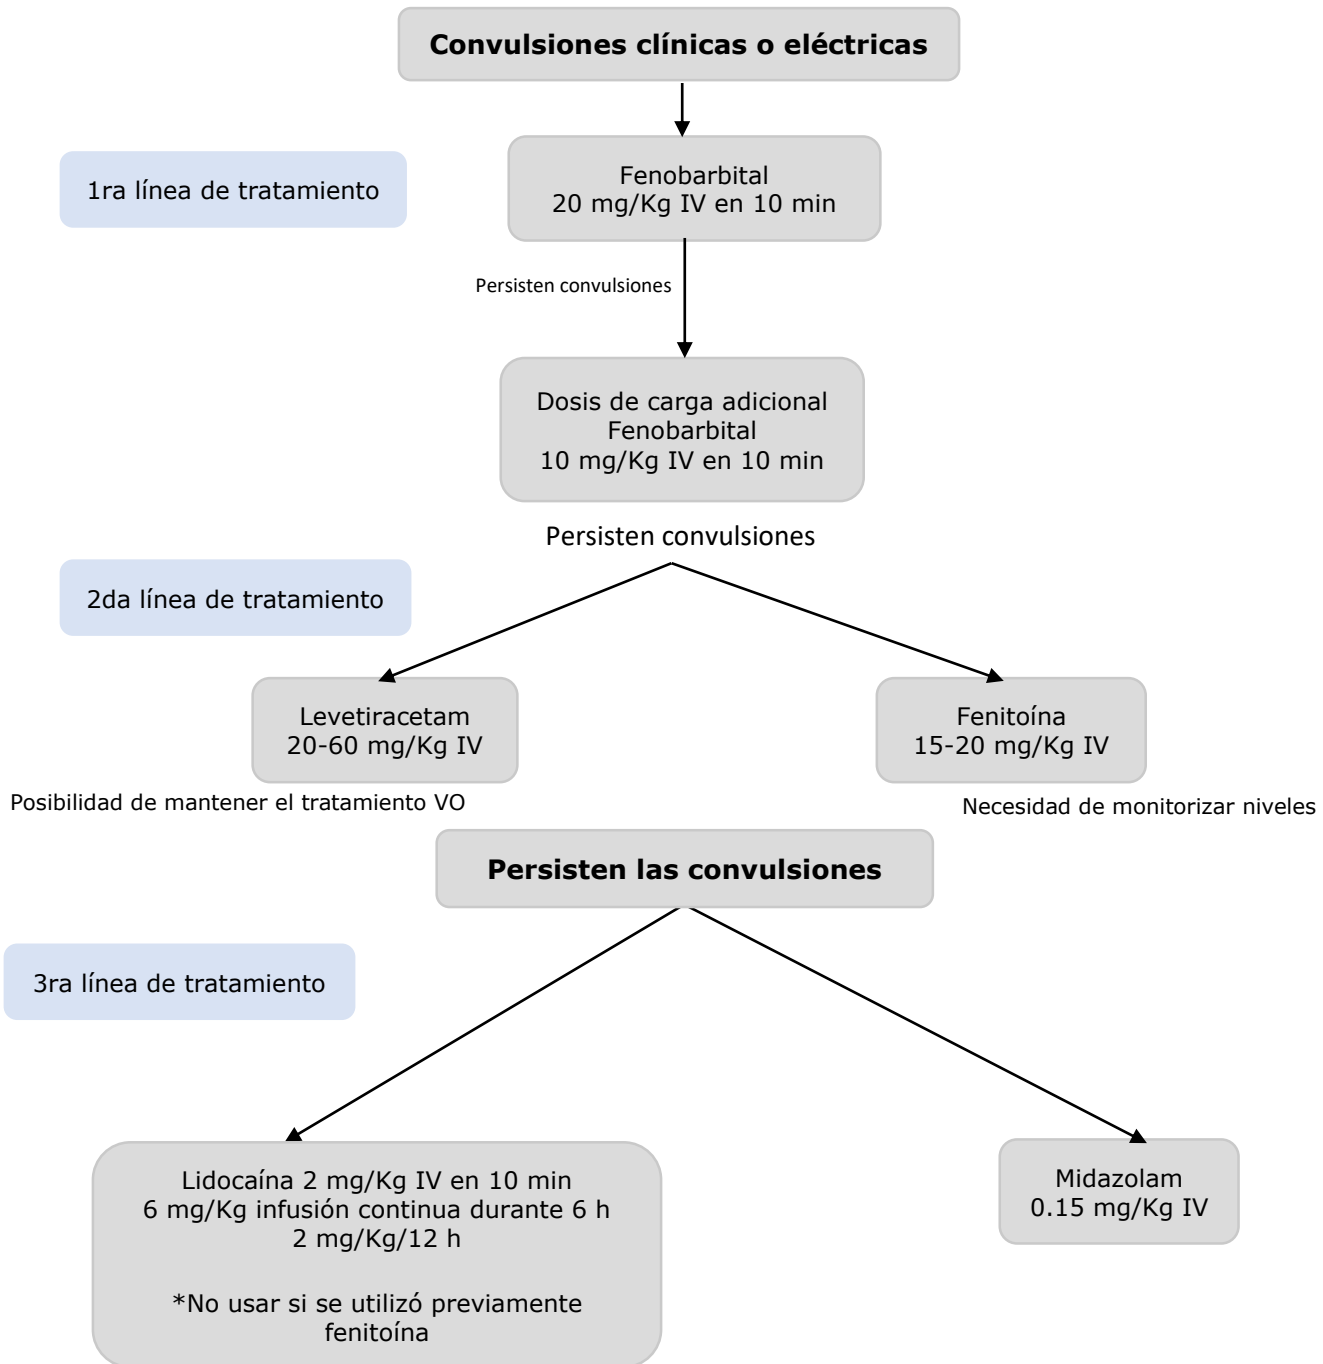 Convulsiones clínicas o eléctricas
1ra línea de tratamiento
Fenobarbital
20 mg/Kg IV en 10 min
Persisten convulsiones
Dosis de carga adicional
Fenobarbital
10 mg/Kg IV en 10 min
Persisten convulsiones
2da línea de tratamiento
Levetiracetam
20-60 mg/Kg IV
Fenitoína
15-20 mg/Kg IV
Posibilidad de mantener el tratamiento VO
Necesidad de monitorizar niveles
Persisten las convulsiones
3ra línea de tratamiento
Lidocaína 2 mg/Kg IV en 10 min
6 mg/Kg infusión continua durante 6 h
2 mg/Kg/12 h
*No usar si se utilizó previamente
fenitoína
Midazolam
0.15 mg/Kg IV